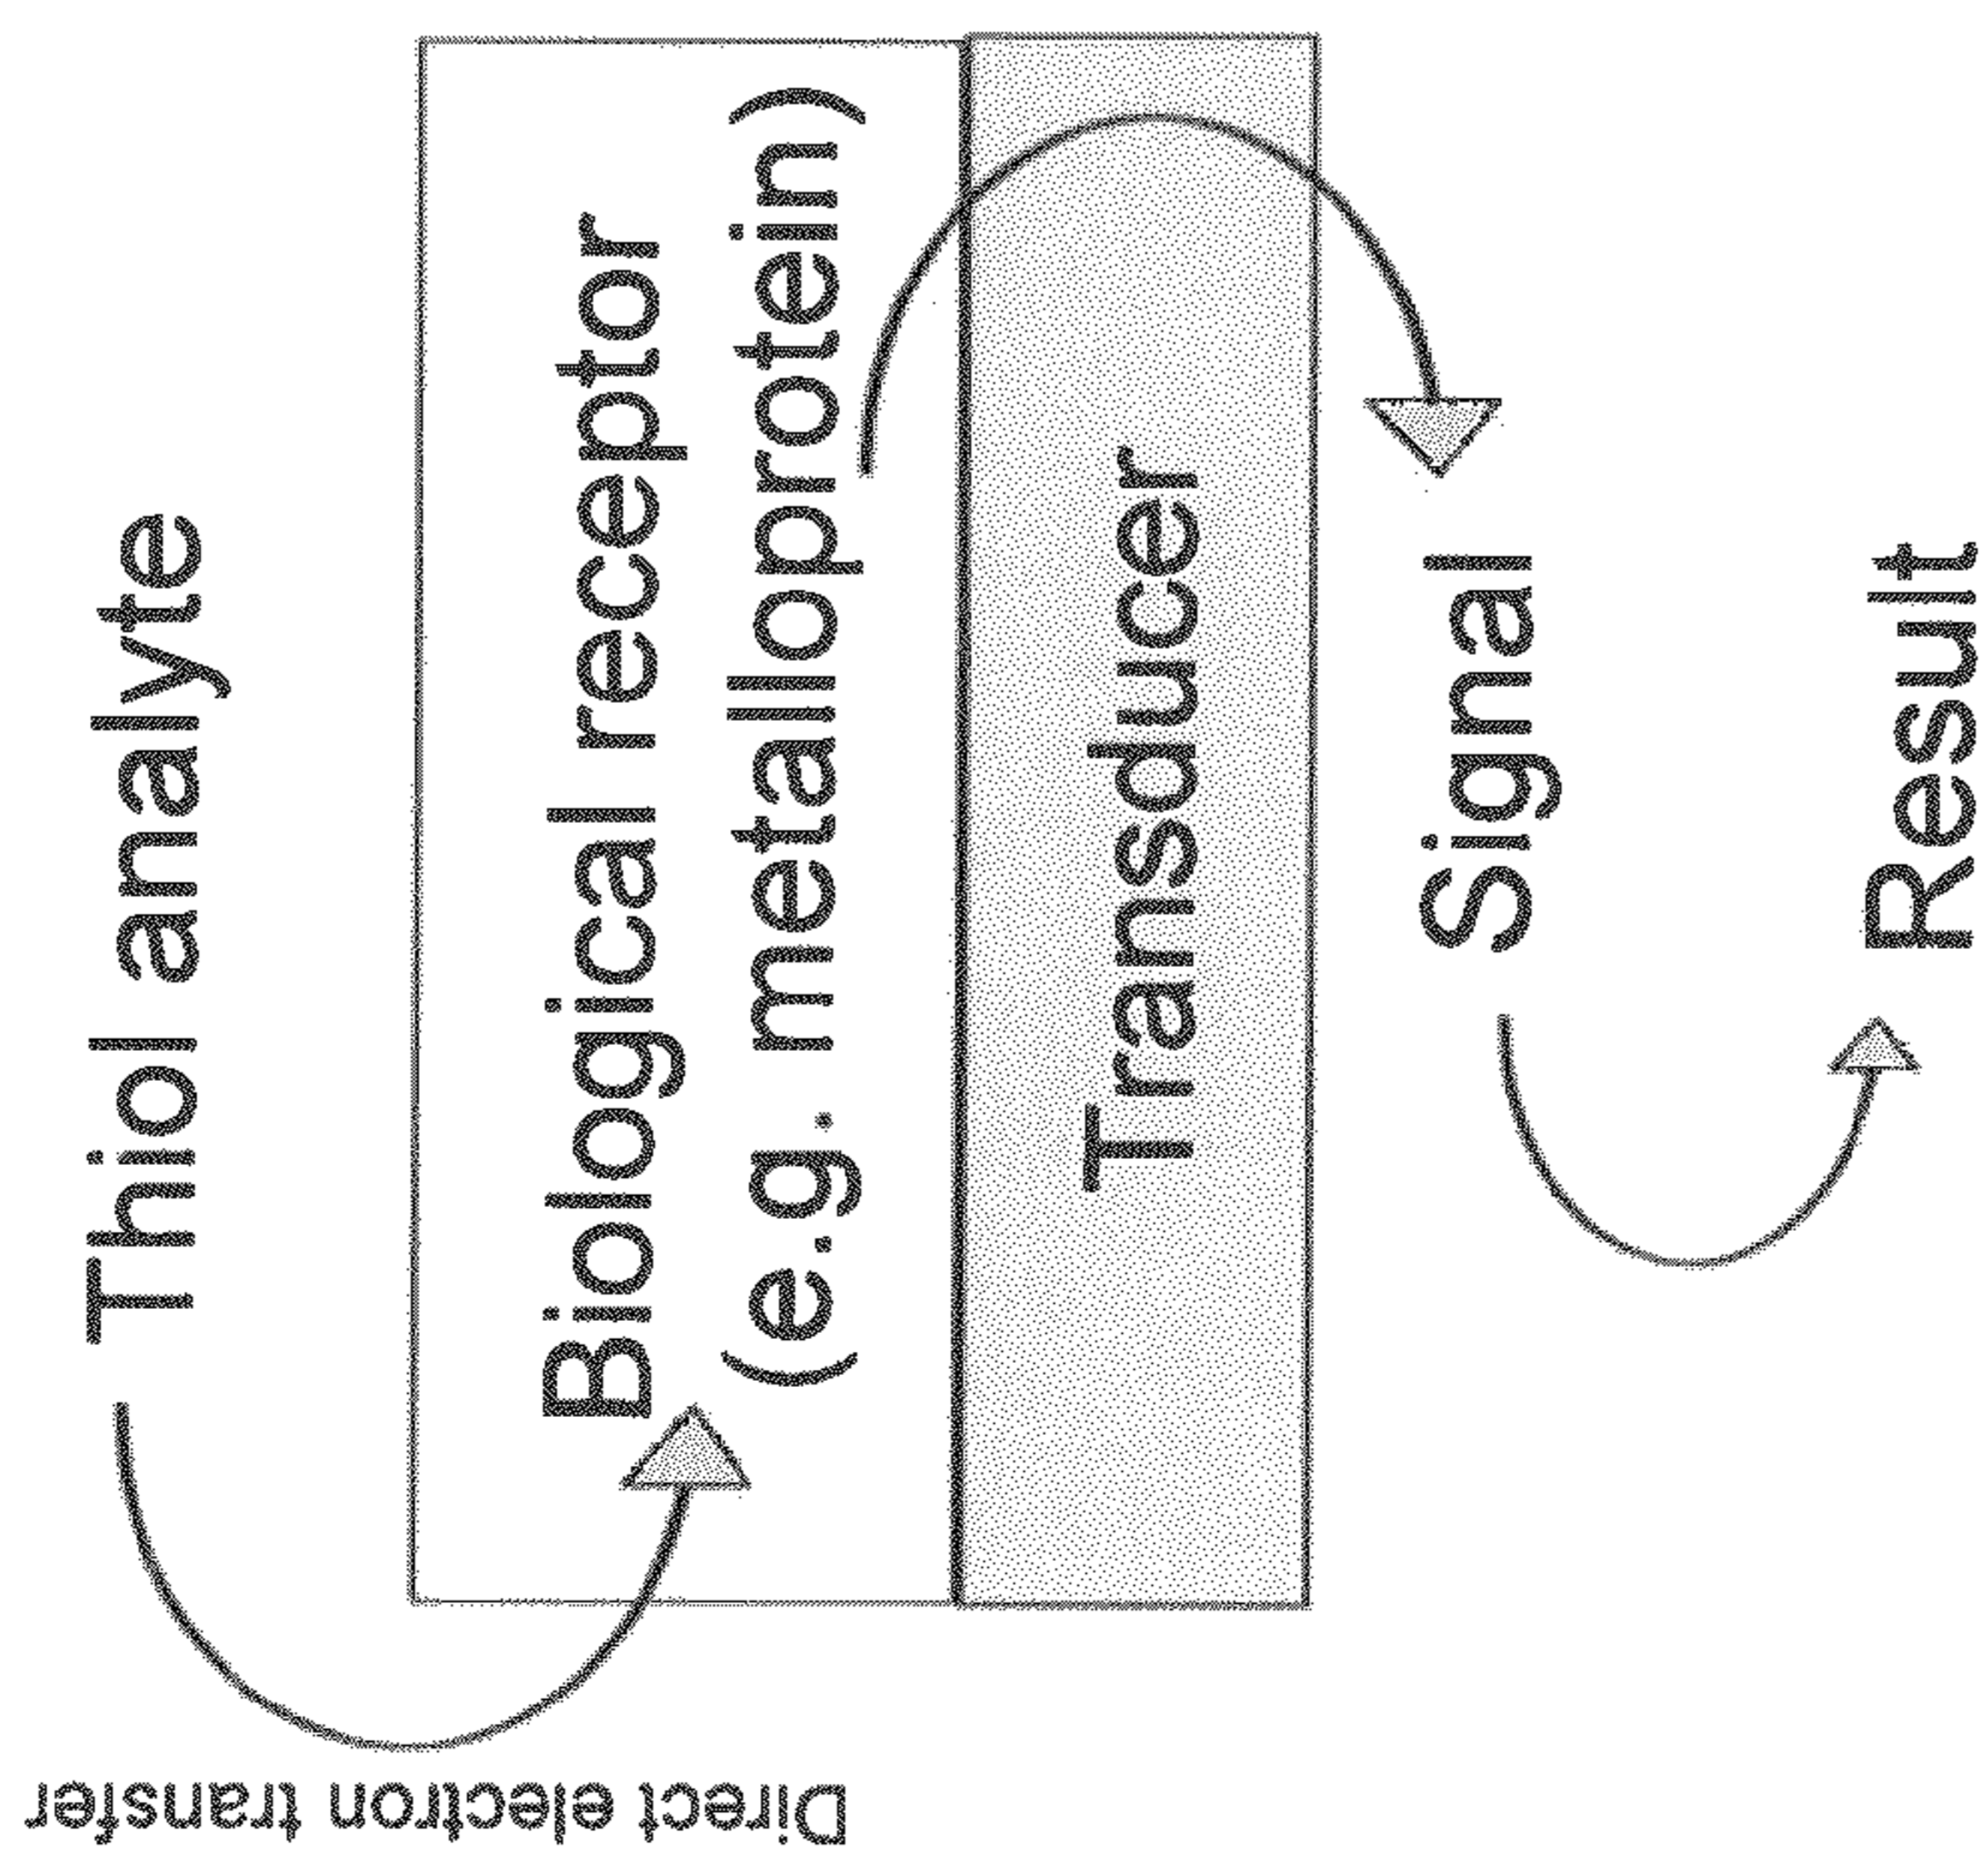 Direct electron transfer
Thiol analyte
Biological receptor
(e.g. metalloprotein)
Transducer
Signal
Result